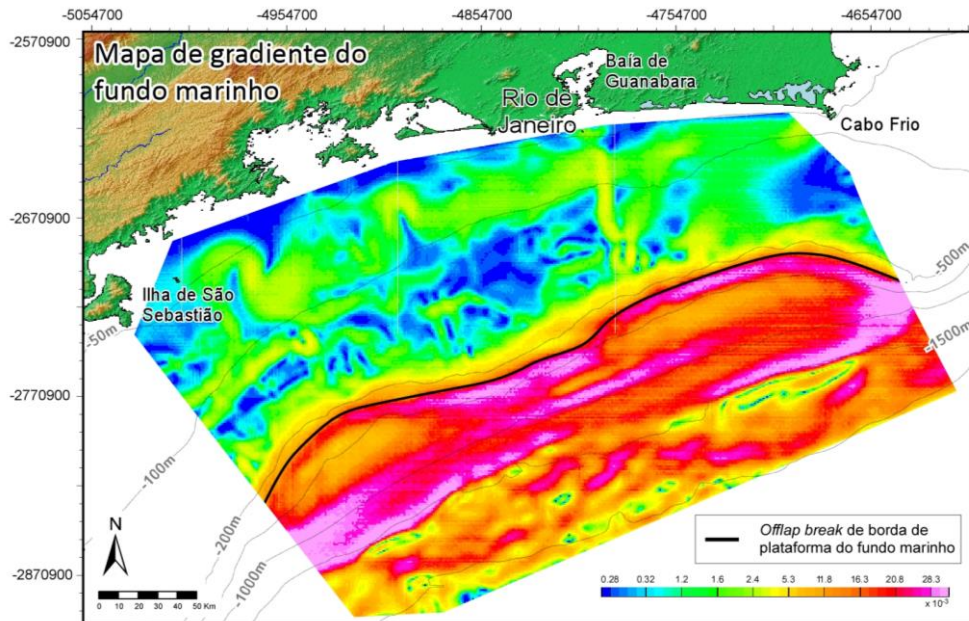 -5054700 -4954700 -4854700 -4754700 -4654700
-2570900
Mapa de gradiente do
fundo marinho
Baía de
Guanabara
Rio de
Janeiro
Cabo Frio
-2670900
Ilha de São
Sebastião
-50m
-500m
-1500m
-2770900
-100m
-200m
-1000m
N
Offlap break de borda de
plataforma do fundo marinho
-2870900
0 10 20 30 40 50 Km
0.28 0.32 1.2 1.6 2.4 5.3 11.8 16.3 20.8 28.3
x 10⁻³